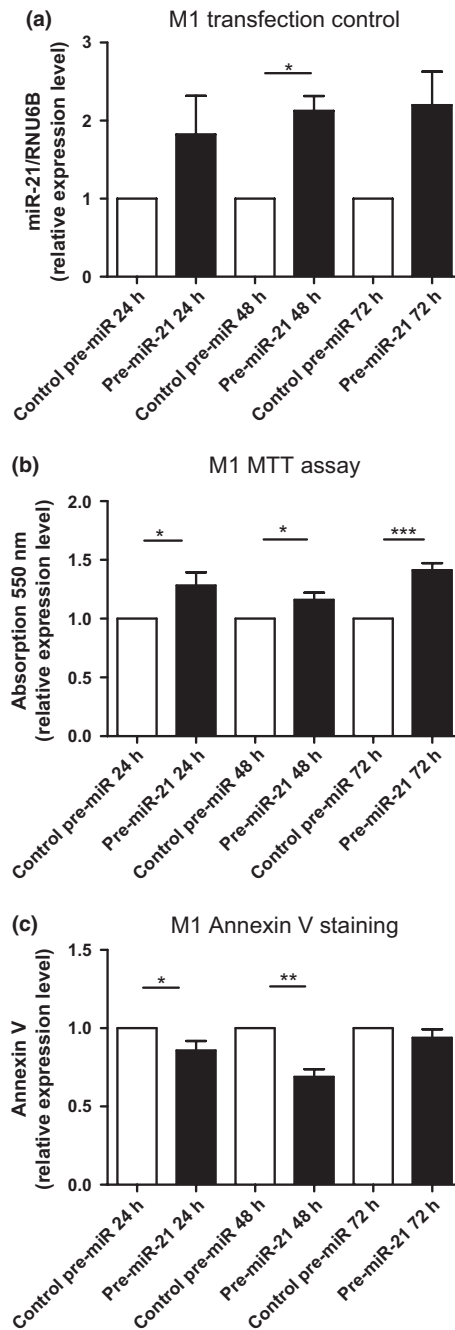 (a)
M1 transfection control
miR-21/RNU6B
(relative expression level)
3
2
1
0
*
Control pre-miR 24 h
Pre-miR-21 24 h
Control pre-miR 48 h
Pre-miR-21 48 h
Control pre-miR 72 h
Pre-miR-21 72 h
(b)
M1 MTT assay
Absorption 550 nm
(relative expression level)
2.0
1.5
1.0
0.5
0.0
*
*
***
Control pre-miR 24 h
Pre-miR-21 24 h
Control pre-miR 48 h
Pre-miR-21 48 h
Control pre-miR 72 h
Pre-miR-21 72 h
(c)
M1 Annexin V staining
Annexin V
(relative expression level)
1.5
1.0
0.5
0.0
*
**
Control pre-miR 24 h
Pre-miR-21 24 h
Control pre-miR 48 h
Pre-miR-21 48 h
Control pre-miR 72 h
Pre-miR-21 72 h